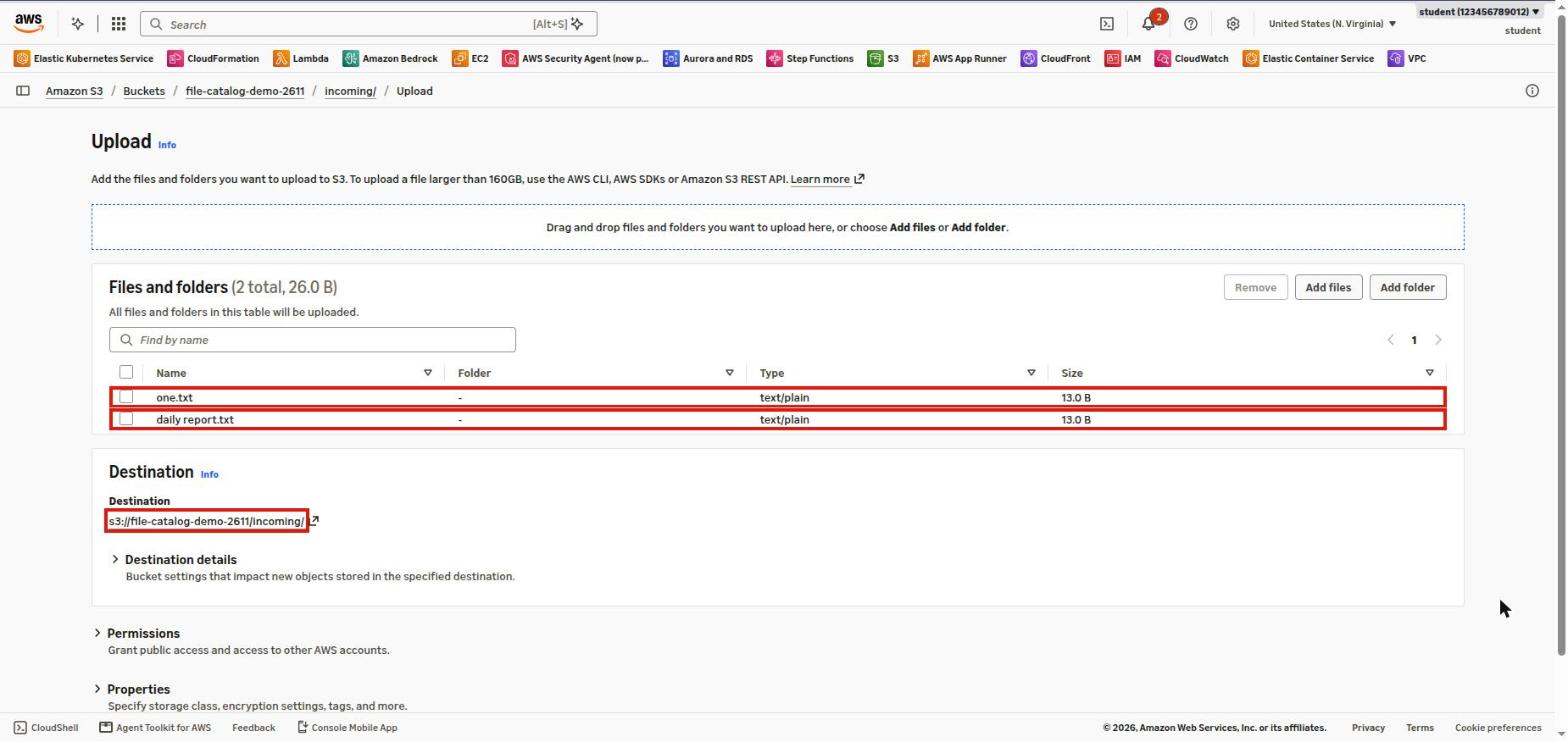 aws
Search [Alt+S]
2
United States (N. Virginia) ▼
student (123456789012) ▼
student
Elastic Kubernetes Service CloudFormation Lambda Amazon Bedrock EC2 AWS Security Agent (now p... Aurora and RDS Step Functions S3 AWS App Runner CloudFront IAM CloudWatch Elastic Container Service VPC
Amazon S3 / Buckets / file-catalog-demo-2611 / incoming/ / Upload
Upload Info
Add the files and folders you want to upload to S3. To upload a file larger than 160GB, use the AWS CLI, AWS SDKs or Amazon S3 REST API. Learn more
Drag and drop files and folders you want to upload here, or choose Add files or Add folder.
Files and folders (2 total, 26.0 B)
Remove Add files Add folder
All files and folders in this table will be uploaded.
Find by name
1
Name Folder Type Size
one.txt - text/plain 13.0 B
daily report.txt - text/plain 13.0 B
Destination Info
Destination
s3://file-catalog-demo-2611/incoming/
Destination details
Bucket settings that impact new objects stored in the specified destination.
Permissions
Grant public access and access to other AWS accounts.
Properties
Specify storage class, encryption settings, tags, and more.
CloudShell Agent Toolkit for AWS Feedback Console Mobile App © 2026, Amazon Web Services, Inc. or its affiliates. Privacy Terms Cookie preferences